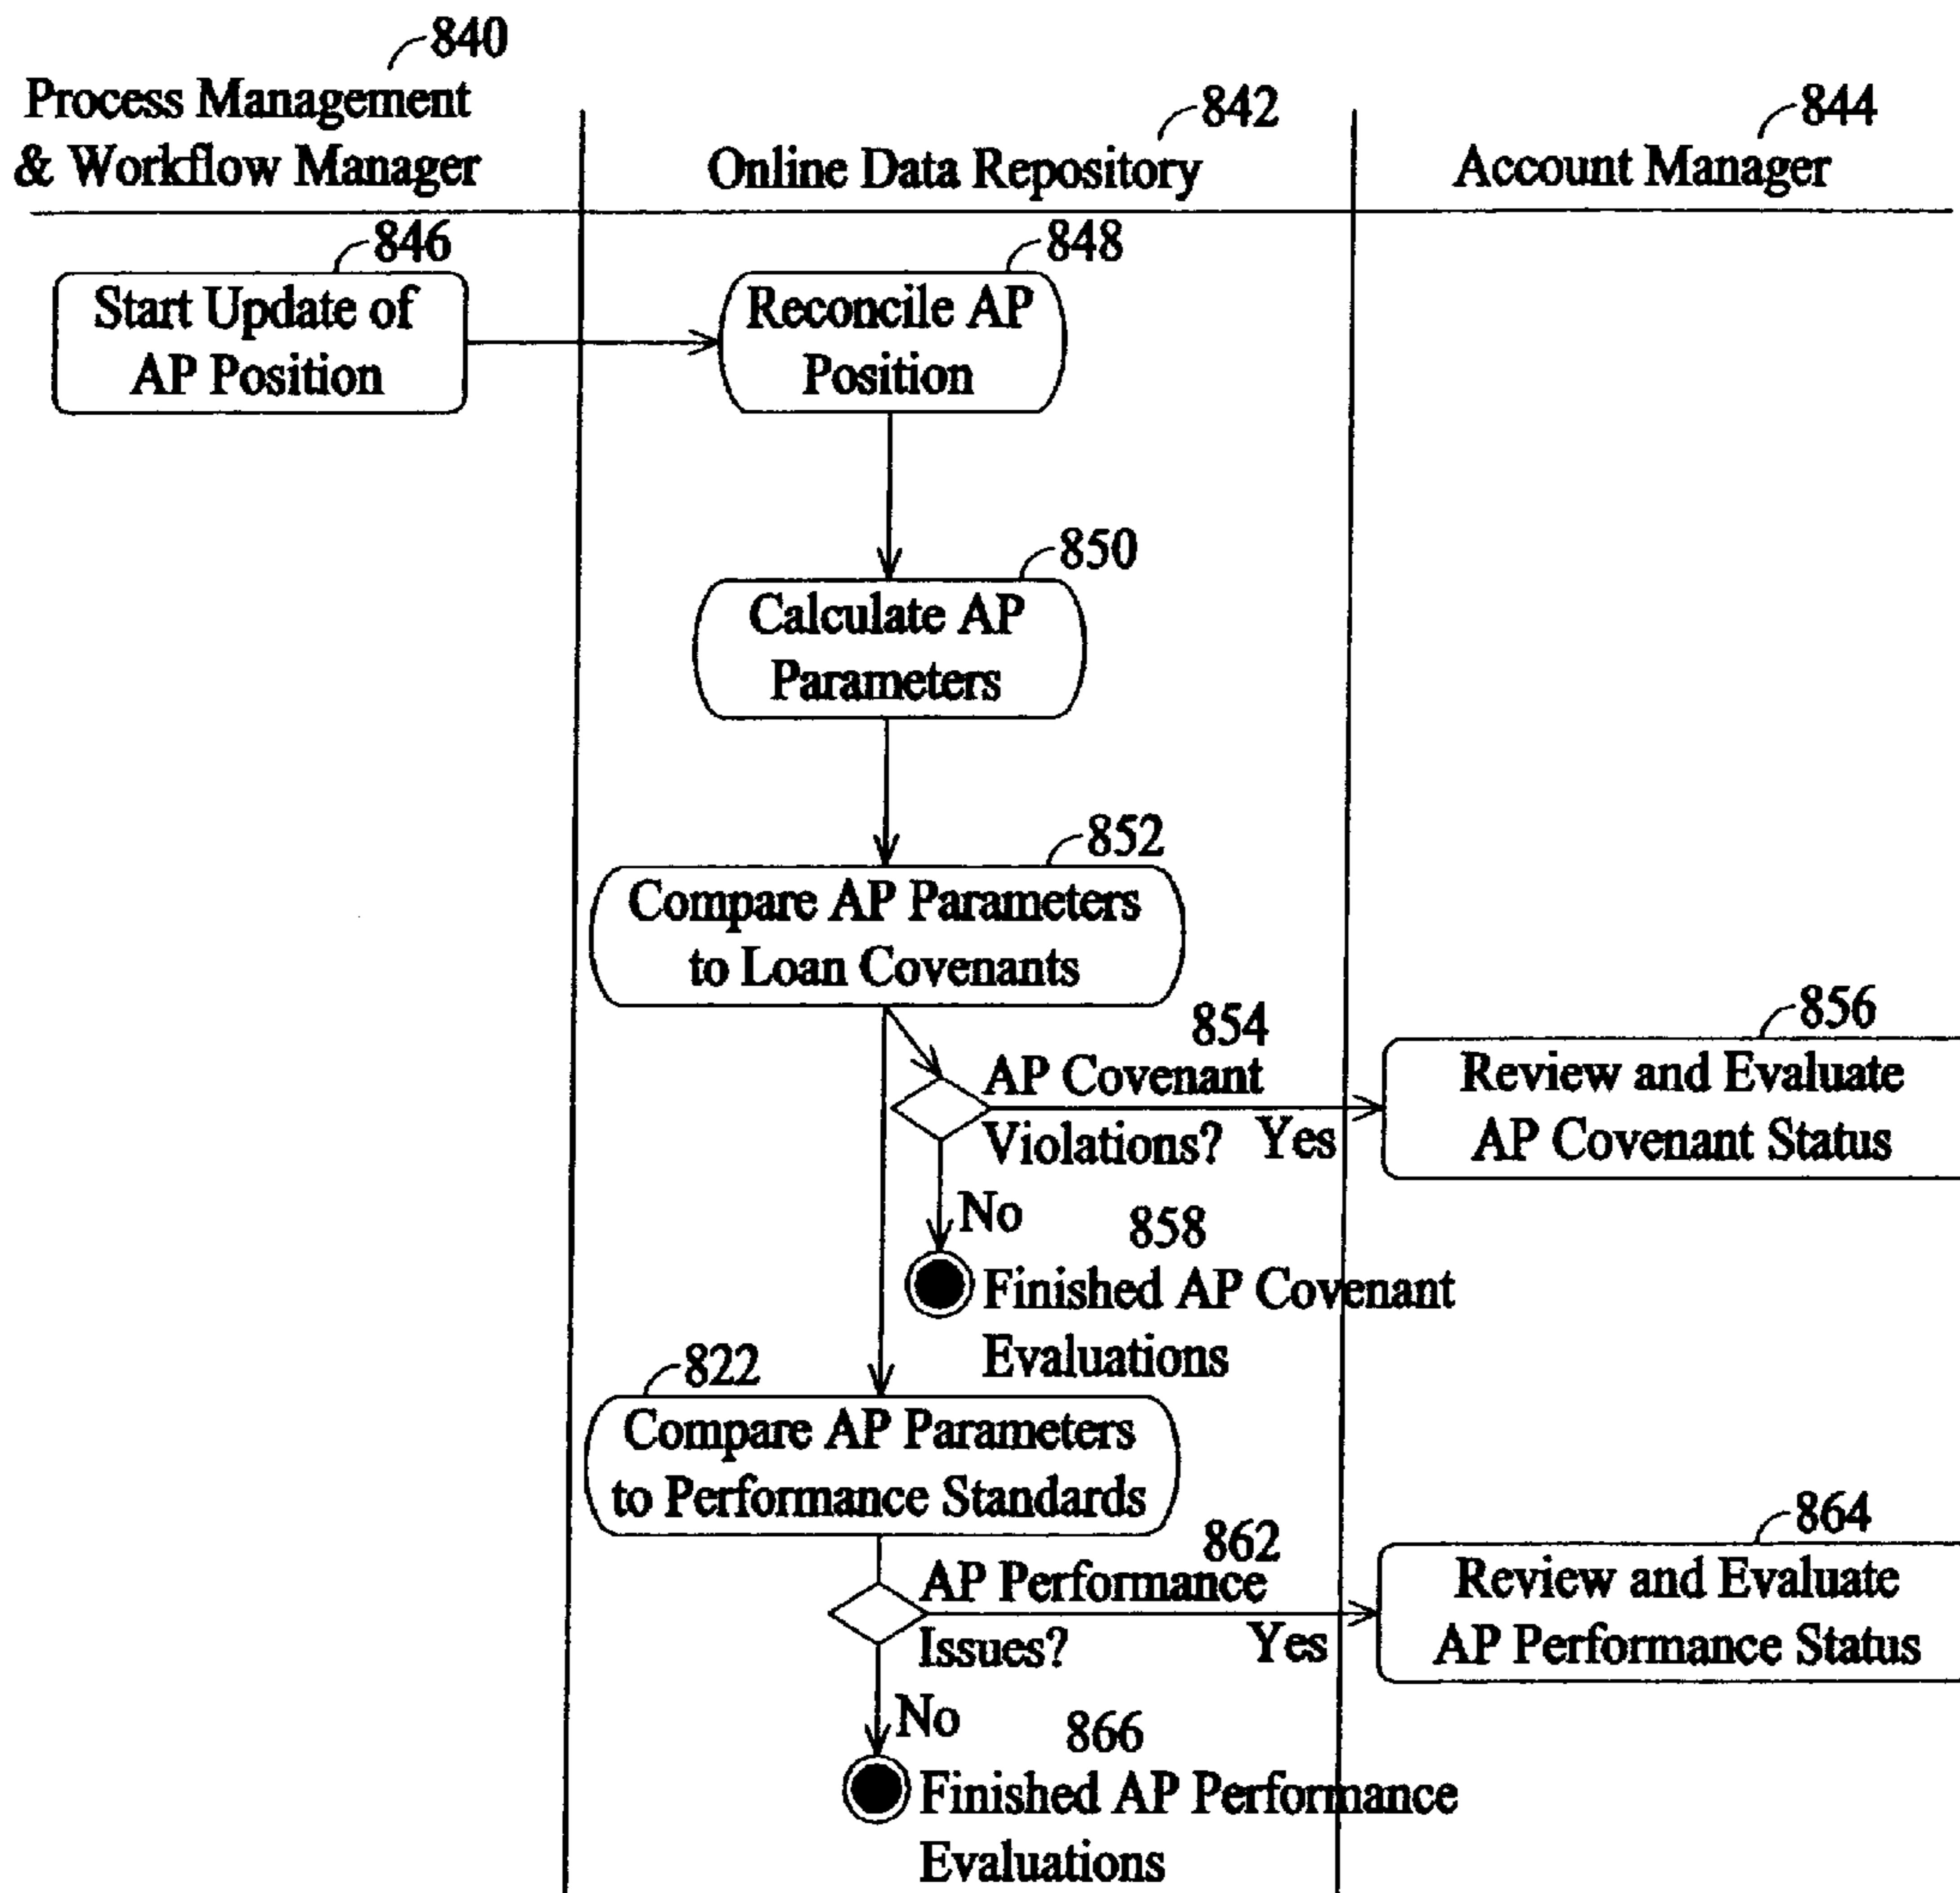 840
Process Management
& Workflow Manager
842
Online Data Repository
844
Account Manager
846
Start Update of
AP Position
848
Reconcile AP
Position
850
Calculate AP
Parameters
852
Compare AP Parameters
to Loan Covenants
854
AP Covenant
Violations? Yes
856
Review and Evaluate
AP Covenant Status
No
858
Finished AP Covenant
Evaluations
822
Compare AP Parameters
to Performance Standards
862
AP Performance
Issues? Yes
864
Review and Evaluate
AP Performance Status
No
866
Finished AP Performance
Evaluations